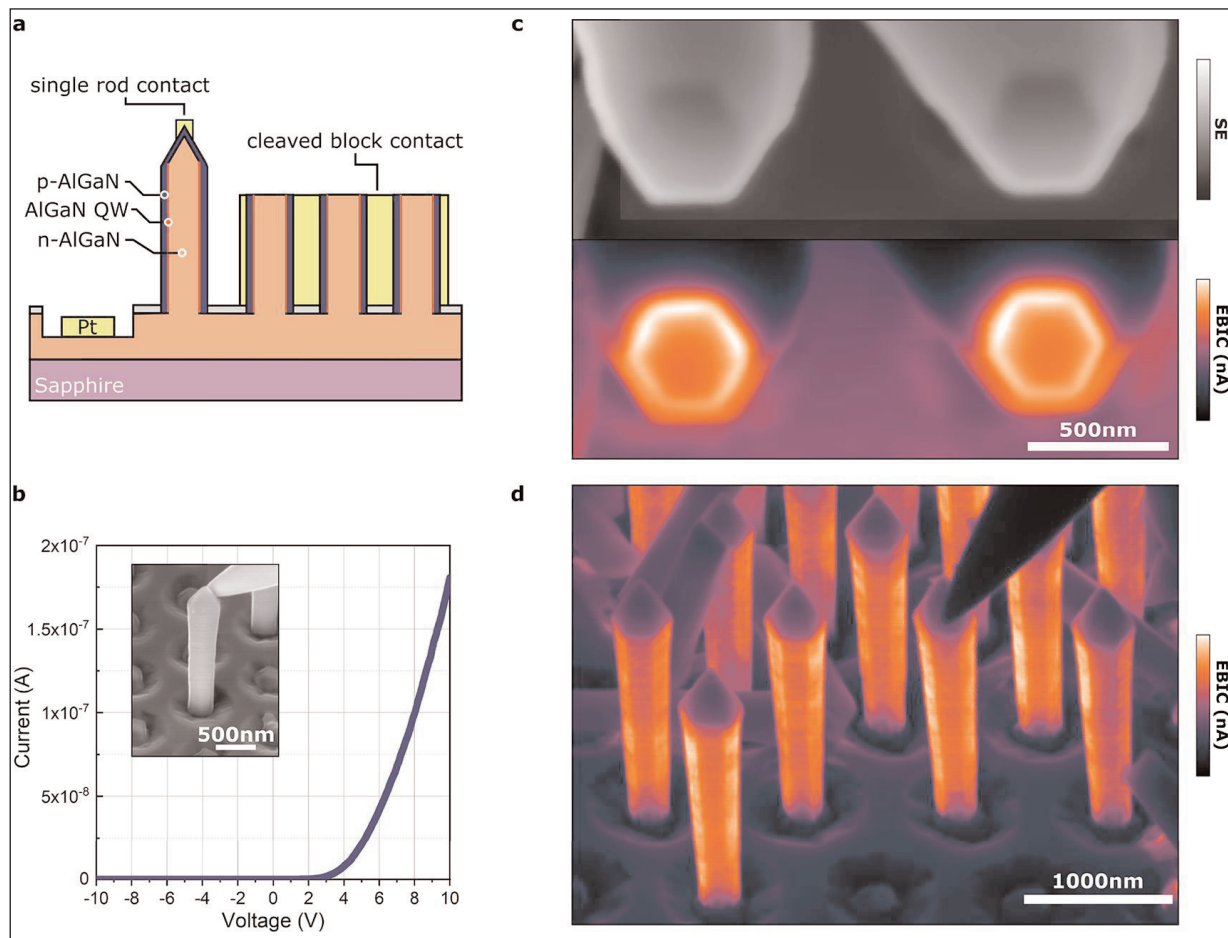 a
single rod contact
cleaved block contact
p-AlGaN
AlGaN QW
n-AlGaN
Pt
Sapphire
b
2x10⁻⁷
1.5x10⁻⁷
1x10⁻⁷
5x10⁻⁸
0
Current (A)
500nm
-10 -8 -6 -4 -2 0 2 4 6 8 10
Voltage (V)
c
SE
EBIC (nA)
500nm
d
EBIC (nA)
1000nm